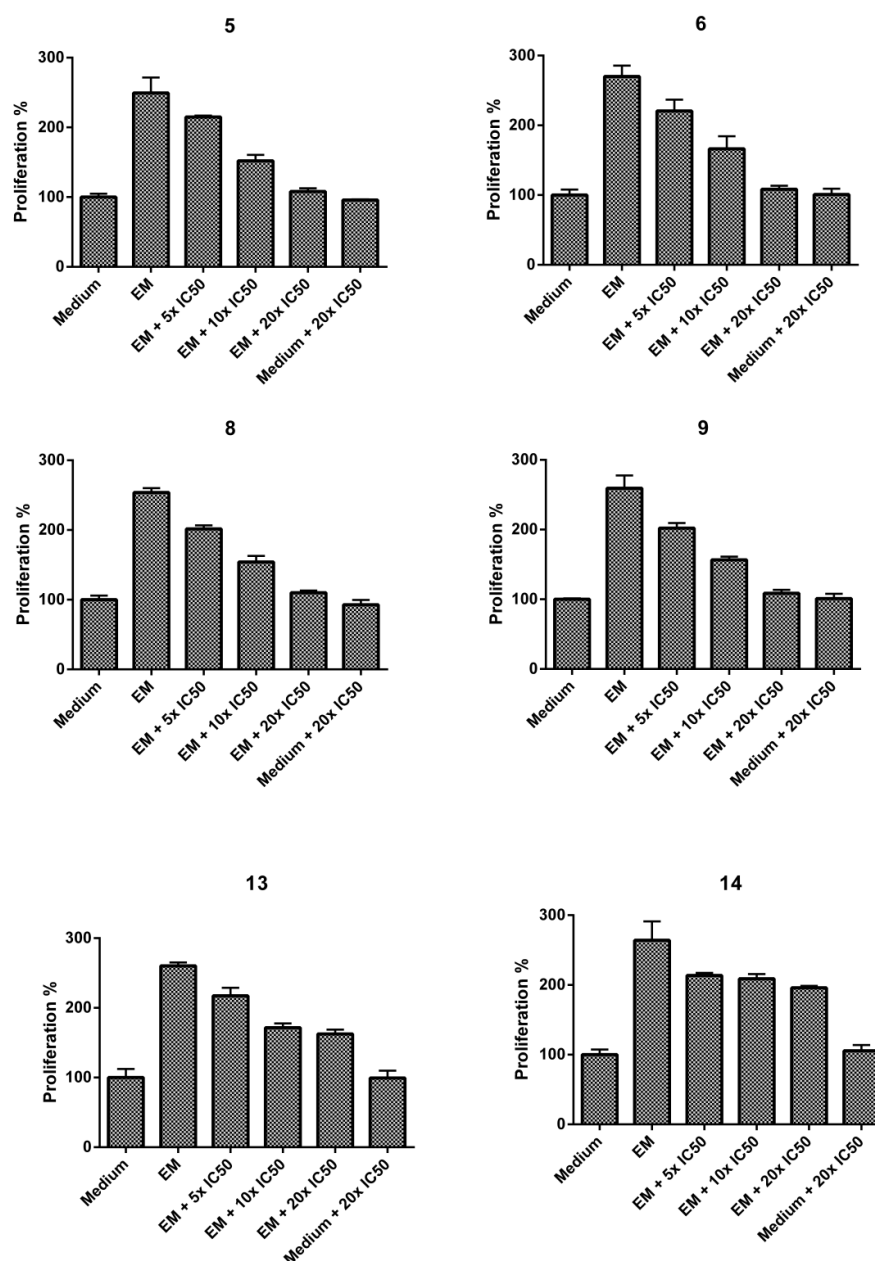 5
Proliferation %
300
200
100
0
Medium
EM
EM + 5x IC50
EM + 10x IC50
EM + 20x IC50
Medium + 20x IC50
6
Proliferation %
300
200
100
0
Medium
EM
EM + 5x IC50
EM + 10x IC50
EM + 20x IC50
Medium + 20x IC50
8
Proliferation %
300
200
100
0
Medium
EM
EM + 5x IC50
EM + 10x IC50
EM + 20x IC50
Medium + 20x IC50
9
Proliferation %
300
200
100
0
Medium
EM
EM + 5x IC50
EM + 10x IC50
EM + 20x IC50
Medium + 20x IC50
13
Proliferation %
300
200
100
0
Medium
EM
EM + 5x IC50
EM + 10x IC50
EM + 20x IC50
Medium + 20x IC50
14
Proliferation %
300
200
100
0
Medium
EM
EM + 5x IC50
EM + 10x IC50
EM + 20x IC50
Medium + 20x IC50